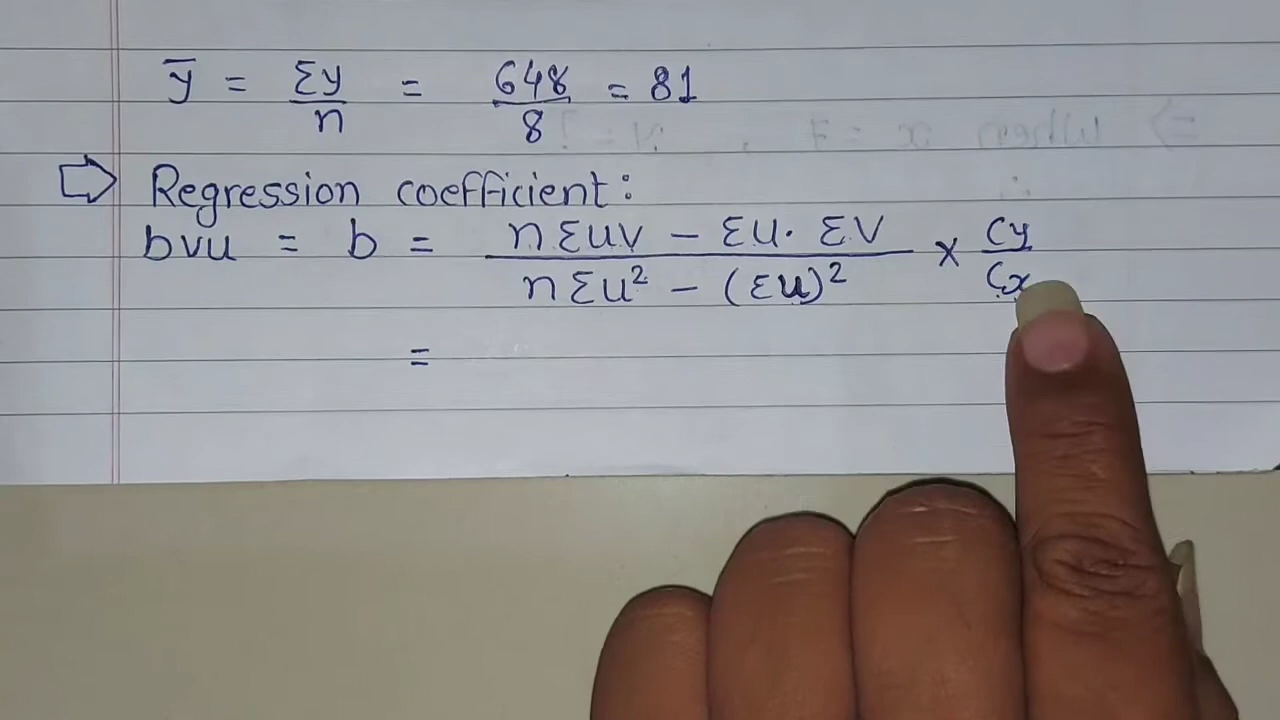 ȳ = Σy/n = 648/8 = 81
⇨ Regression coefficient:
bvu = b = nΣuv - Σu· Σv / nΣu² - (Σu)² × Cy/Cx
=